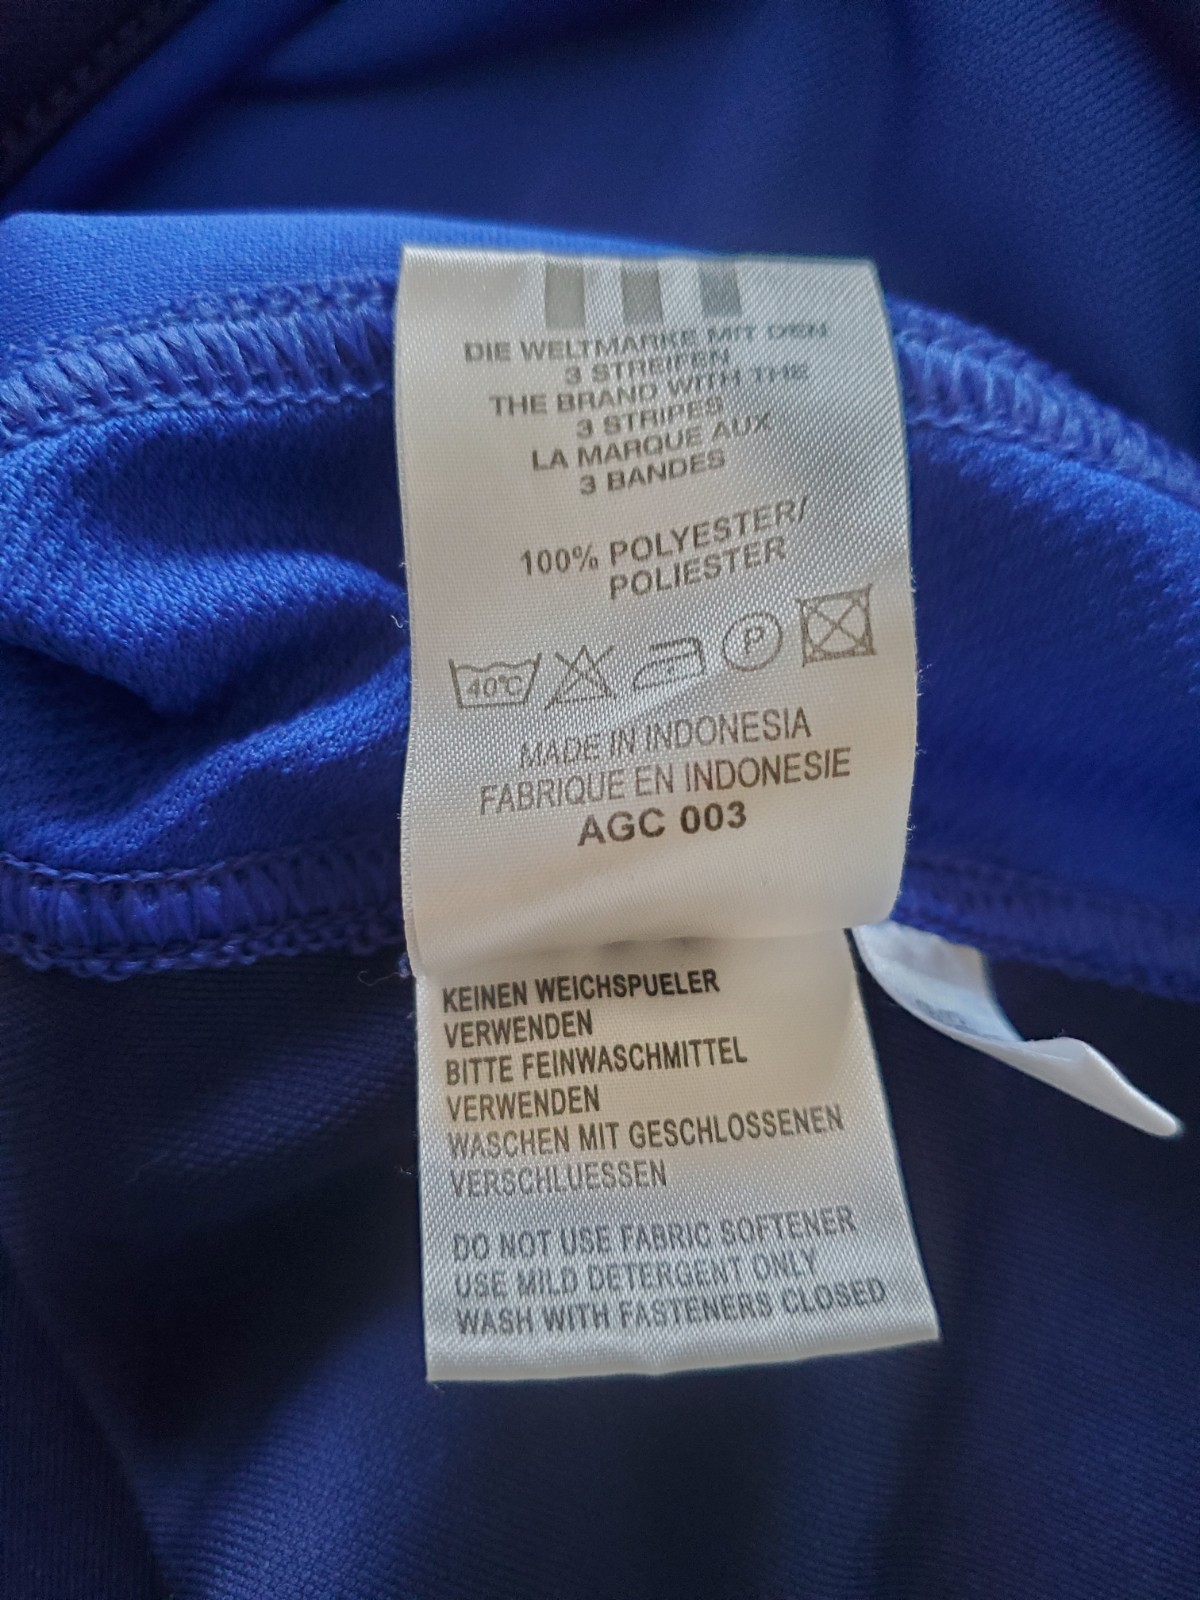 DIE WELTMARKE MIT DEN
3 STREIFEN
THE BRAND WITH THE
3 STRIPES
LA MARQUE AUX
3 BANDES
100% POLYESTER/
POLIESTER
40°C P
MADE IN INDONESIA
FABRIQUE EN INDONESIE
AGC 003
KEINEN WEICHSPUELER
VERWENDEN
BITTE FEINWASCHMITTEL
VERWENDEN
WASCHEN MIT GESCHLOSSENEN
VERSCHLUESSEN
DO NOT USE FABRIC SOFTENER
USE MILD DETERGENT ONLY
WASH WITH FASTENERS CLOSED